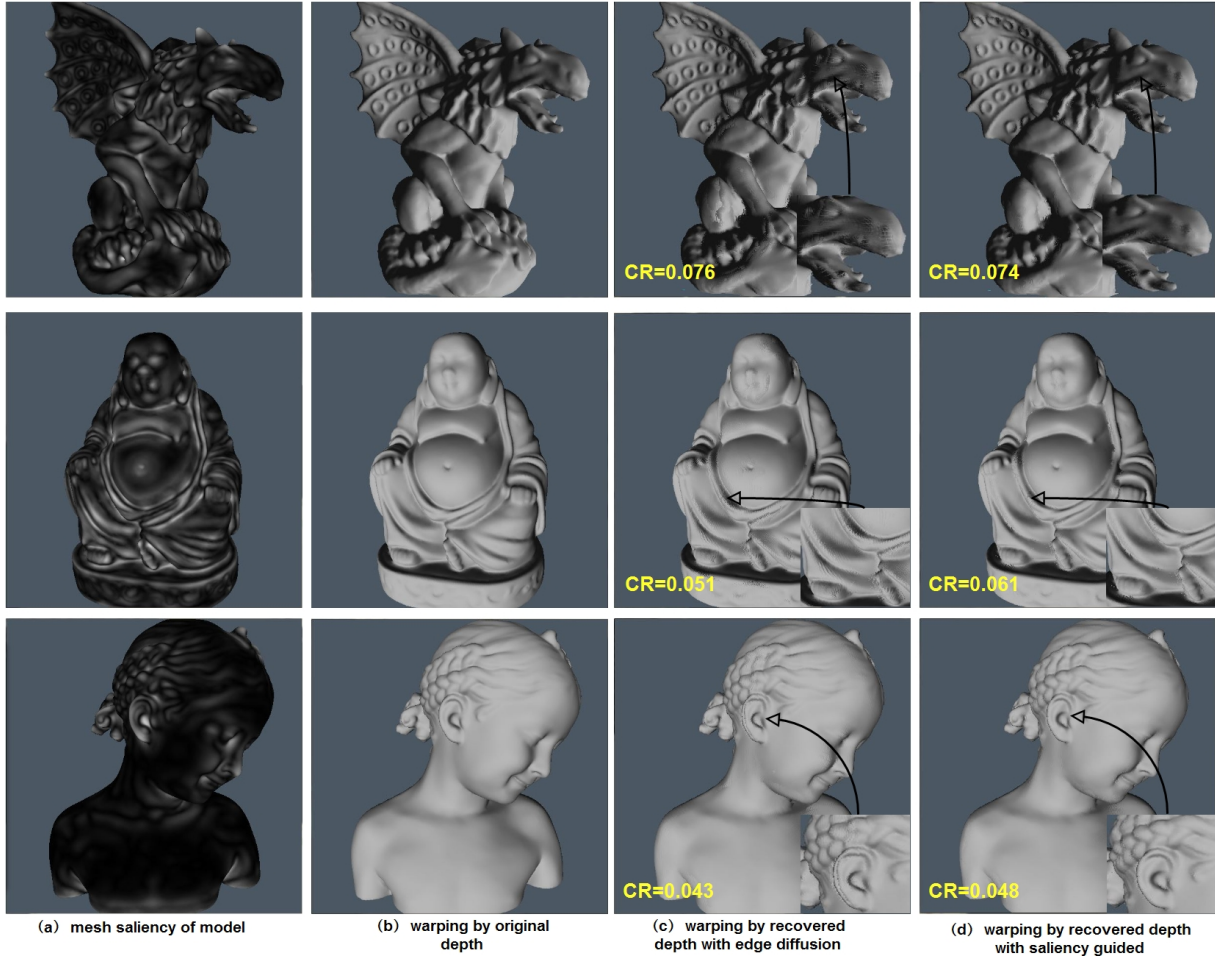 CR=0.076
CR=0.074
CR=0.051
CR=0.061
CR=0.043
CR=0.048
(a) mesh saliency of model
(b) warping by original
depth
(c) warping by recovered
depth with edge diffusion
(d) warping by recovered depth
with saliency guided